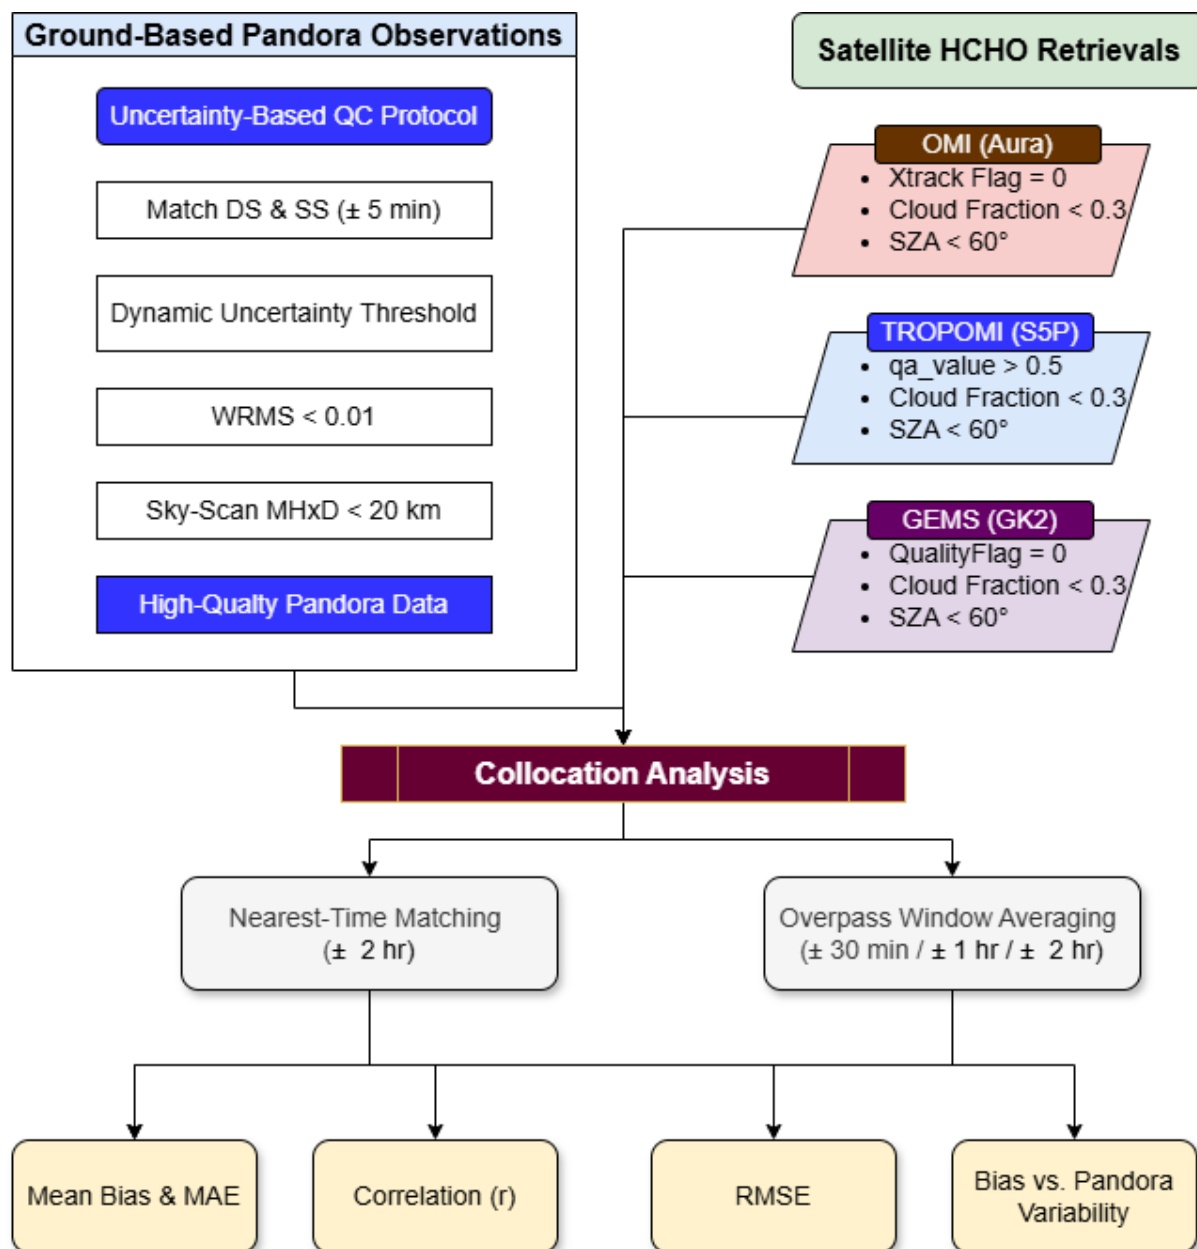 Ground-Based Pandora Observations
Uncertainty-Based QC Protocol
Match DS & SS (± 5 min)
Dynamic Uncertainty Threshold
WRMS < 0.01
Sky-Scan MHxD < 20 km
High-Qualty Pandora Data
Satellite HCHO Retrievals
OMI (Aura)
• Xtrack Flag = 0
• Cloud Fraction < 0.3
• SZA < 60°
TROPOMI (S5P)
• qa_value > 0.5
• Cloud Fraction < 0.3
• SZA < 60°
GEMS (GK2)
• QualityFlag = 0
• Cloud Fraction < 0.3
• SZA < 60°
Collocation Analysis
Nearest-Time Matching
(± 2 hr)
Overpass Window Averaging
(± 30 min / ± 1 hr / ± 2 hr)
Mean Bias & MAE
Correlation (r)
RMSE
Bias vs. Pandora
Variability